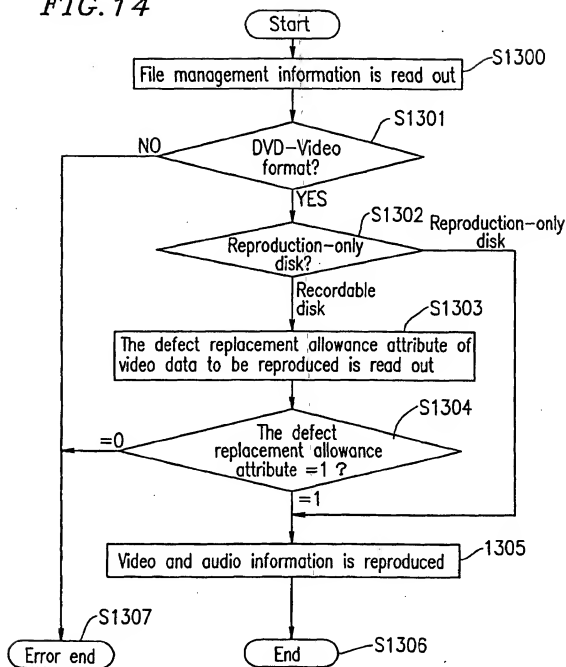 FIG. 14
Start
File management information is read out
S1300
S1301
NO
DVD-Video
format?
YES
S1302
Reproduction-only
disk
Reproduction-only
disk?
Recordable
disk
S1303
The defect replacement allowance attribute of
video data to be reproduced is read out
S1304
=0
The defect
replacement allowance
attribute =1 ?
=1
Video and audio information is reproduced
1305
S1307
Error end
End
S1306